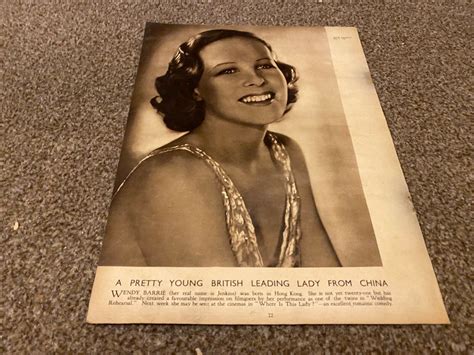 A PRETTY YOUNG BRITISH LEADING LADY FROM CHINA
WENDY BARRIE (her real name is Jenkins) was born in Hong Kong. She is not yet twenty-one but has
already created a favourable impression on filmgoers by her performance as one of the twins in "Wedding
Rehearsal." Next week she may be seen at the cinemas in "Where Is This Lady?"—an excellent romantic comedy.
22